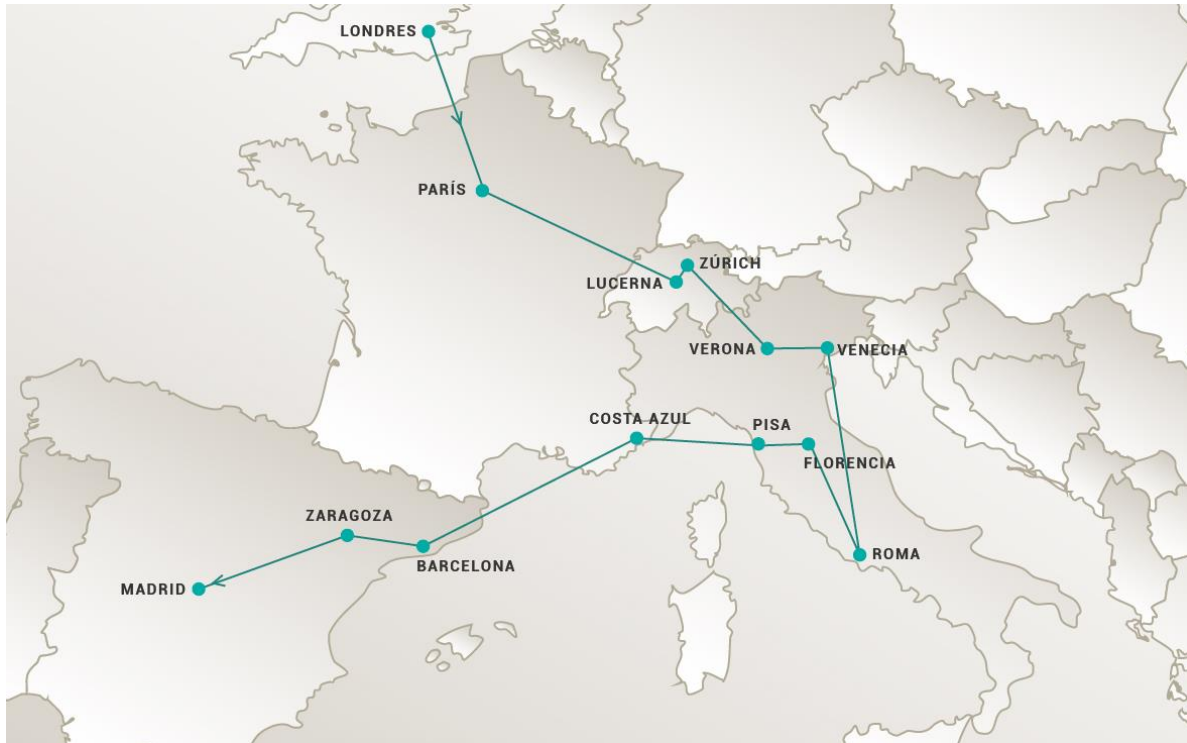 LONDRES
PARÍS
ZÚRICH
LUCERNA
VERONA
VENECIA
COSTA AZUL
PISA
FLORENCIA
ZARAGOZA
BARCELONA
ROMA
MADRID